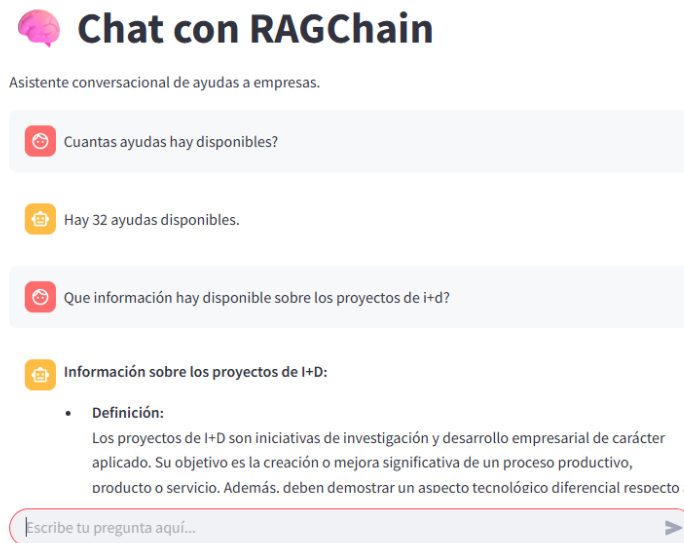 Chat con RAGChain
Asistente conversacional de ayudas a empresas.
Cuantas ayudas hay disponibles?
Hay 32 ayudas disponibles.
Que información hay disponible sobre los proyectos de i+d?
Información sobre los proyectos de I+D:
• Definición:
Los proyectos de I+D son iniciativas de investigación y desarrollo empresarial de carácter
aplicado. Su objetivo es la creación o mejora significativa de un proceso productivo,
producto o servicio. Además, deben demostrar un aspecto tecnológico diferencial respecto
Escribe tu pregunta aquí...